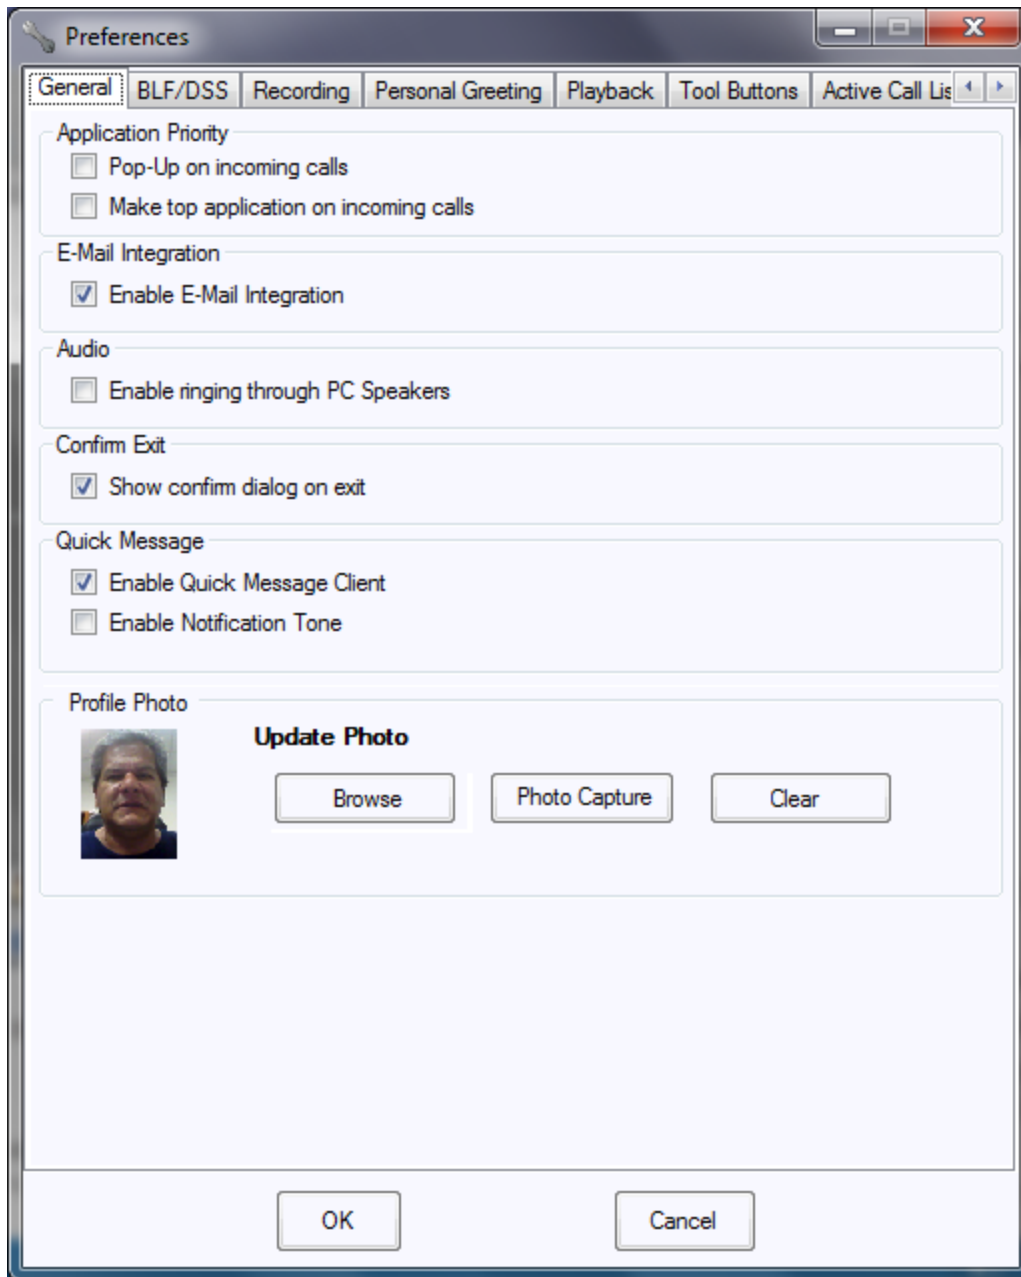 Preferences
General BLF/DSS Recording Personal Greeting Playback Tool Buttons Active Call Lis
Application Priority
Pop-Up on incoming calls
Make top application on incoming calls
E-Mail Integration
Enable E-Mail Integration
Audio
Enable ringing through PC Speakers
Confirm Exit
Show confirm dialog on exit
Quick Message
Enable Quick Message Client
Enable Notification Tone
Profile Photo
Update Photo
Browse Photo Capture Clear
OK Cancel